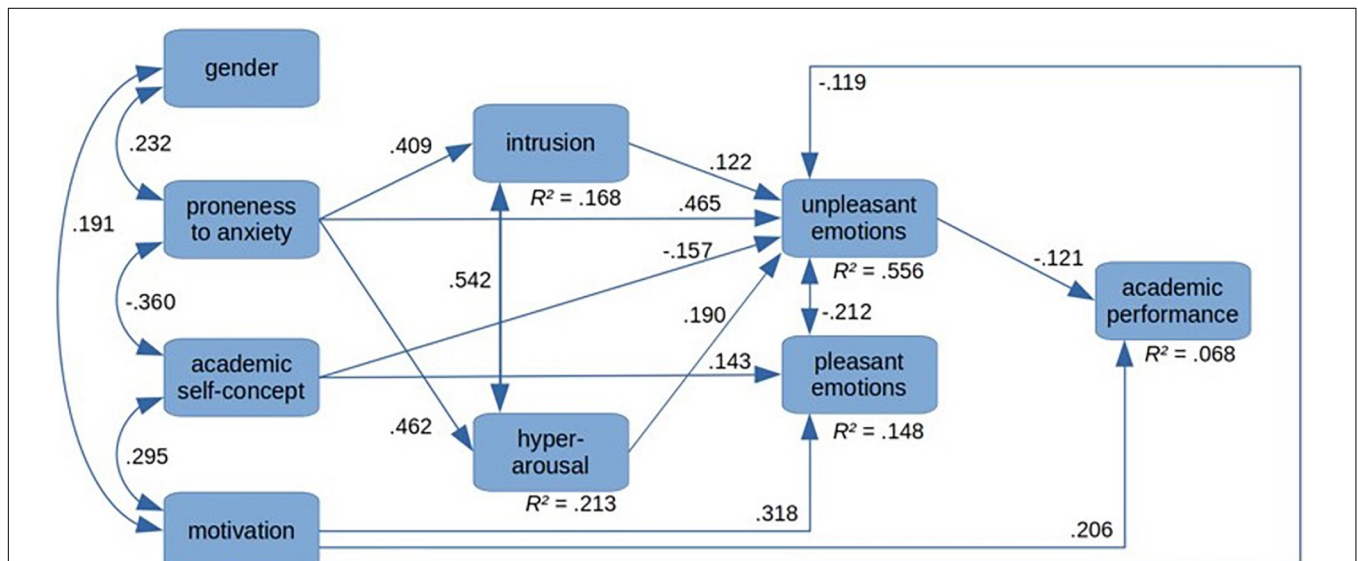 gender
.232
proneness
to anxiety
.191
-.360
academic
self-concept
.295
motivation
.409
intrusion
R² = .168
.542
.462
hyper-
arousal
R² = .213
.122
.465
-.157
.190
.143
.318
-.119
unpleasant
emotions
R² = .556
-.212
pleasant
emotions
R² = .148
-.121
academic
performance
R² = .068
.206